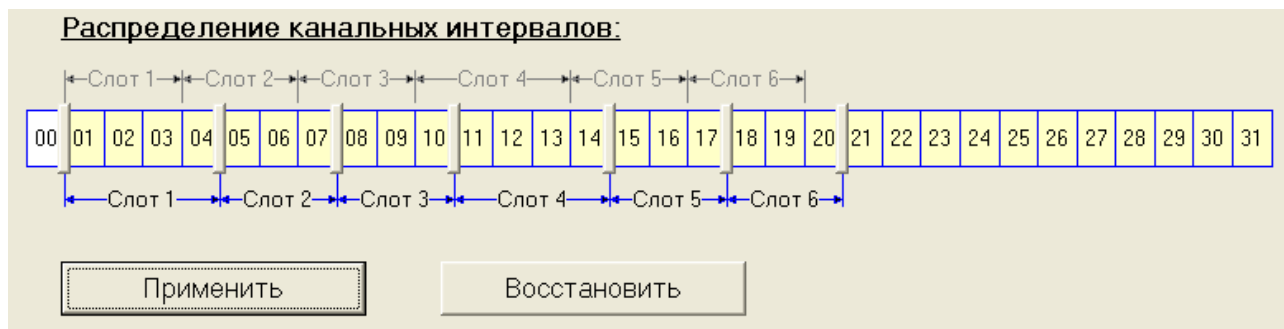 Распределение канальных интервалов:
Слот 1 Слот 2 Слот 3 Слот 4 Слот 5 Слот 6
00 01 02 03 04 05 06 07 08 09 10 11 12 13 14 15 16 17 18 19 20 21 22 23 24 25 26 27 28 29 30 31
Слот 1 Слот 2 Слот 3 Слот 4 Слот 5 Слот 6
Применить Восстановить